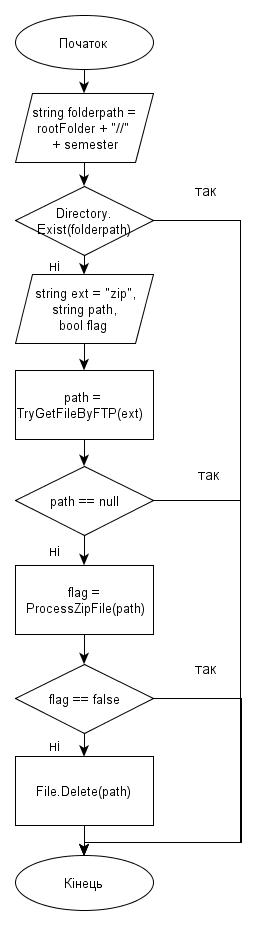 Початок
string folderpath =
rootFolder + "//"
+ semester
так
Directory.
Exist(folderpath)
ні
string ext = "zip",
string path,
bool flag
path =
TryGetFileByFTP(ext)
так
path == null
ні
flag =
ProcessZipFile(path)
так
flag == false
ні
File.Delete(path)
Кінець